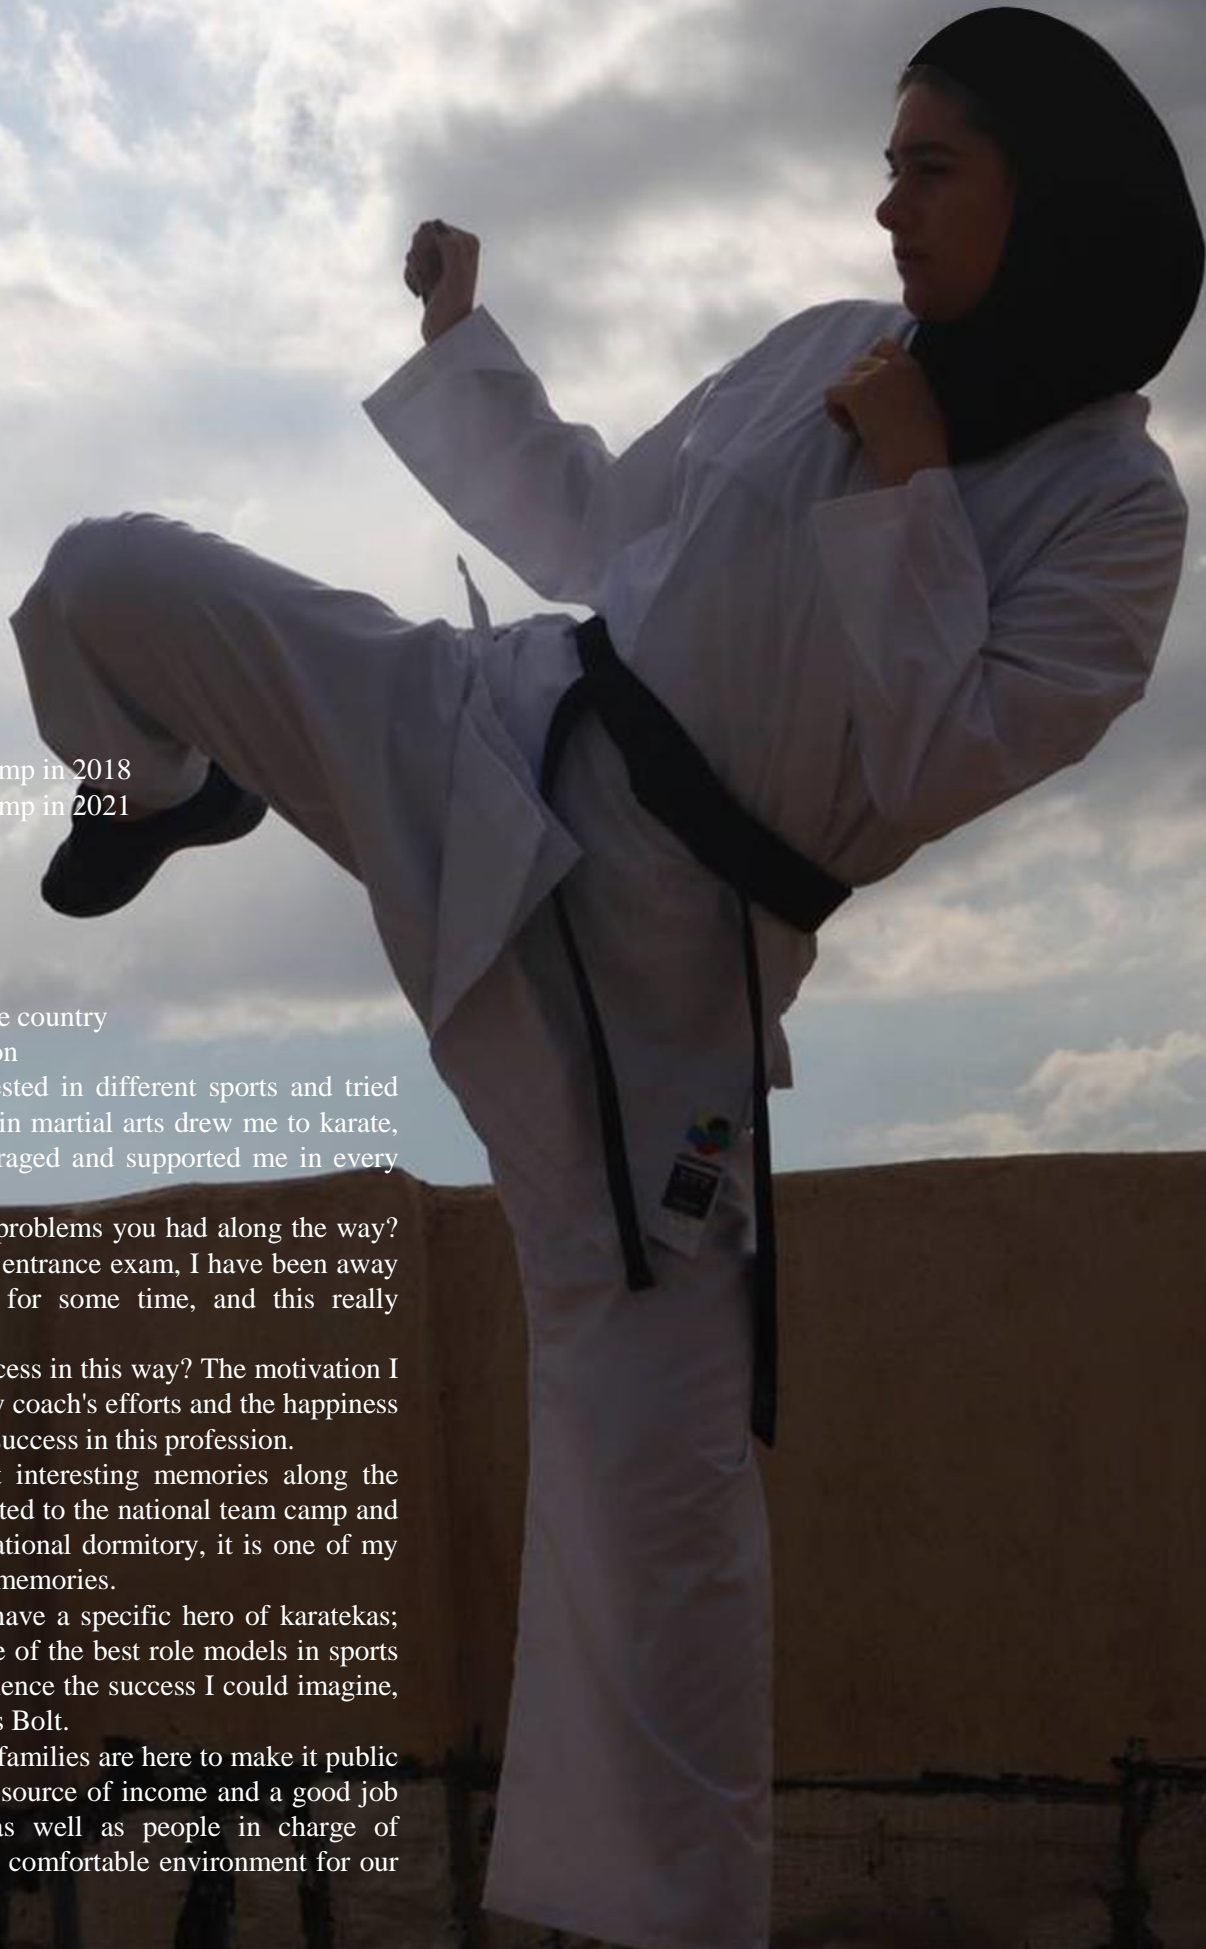 mp in 2018
mp in 2021
e country
on
ested in different sports and tried
in martial arts drew me to karate,
raged and supported me in every
problems you had along the way?
entrance exam, I have been away
for some time, and this really
cess in this way? The motivation I
y coach's efforts and the happiness
success in this profession.
t interesting memories along the
ted to the national team camp and
ational dormitory, it is one of my
memories.
have a specific hero of karatekas;
e of the best role models in sports
ience the success I could imagine,
s Bolt.
families are here to make it public
source of income and a good job
as well as people in charge of
comfortable environment for our